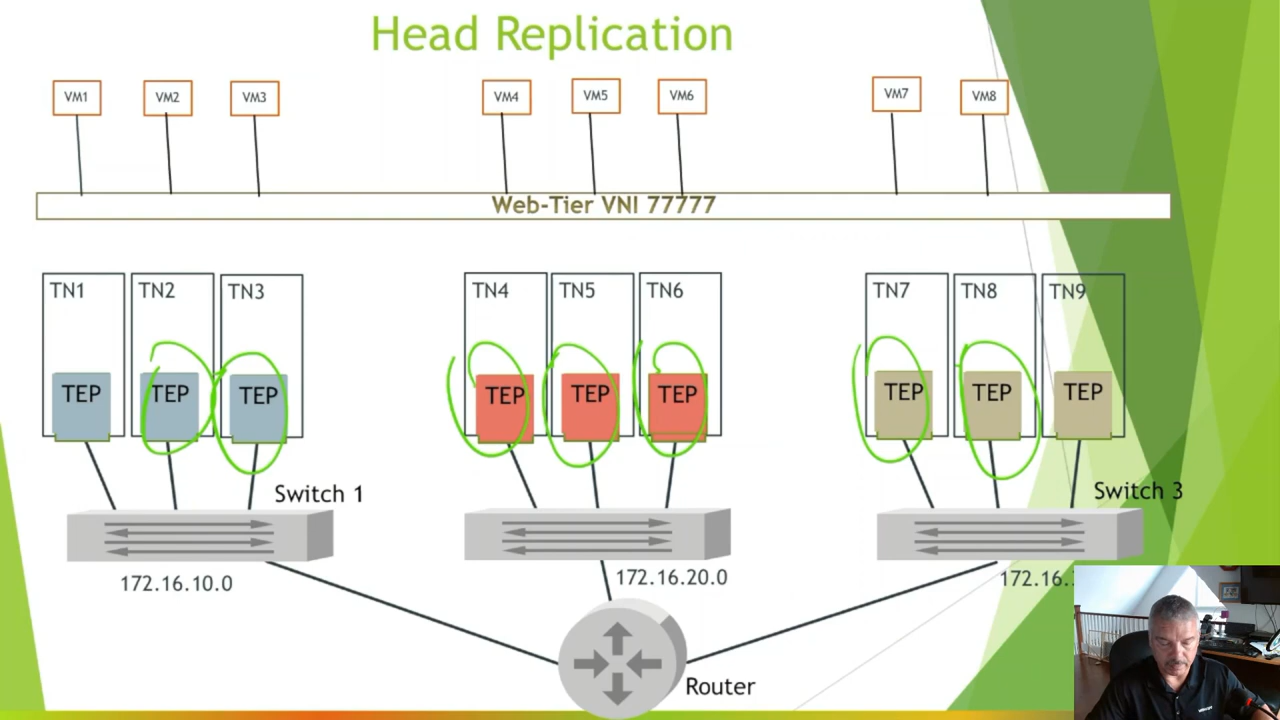 Head Replication
VM1 VM2 VM3 VM4 VM5 VM6 VM7 VM8
Web-Tier VNI 77777
TN1 TN2 TN3 TN4 TN5 TN6 TN7 TN8 TN9
TEP TEP TEP TEP TEP TEP TEP TEP TEP
Switch 1 Switch 3
172.16.10.0 172.16.20.0 172.16.
Router